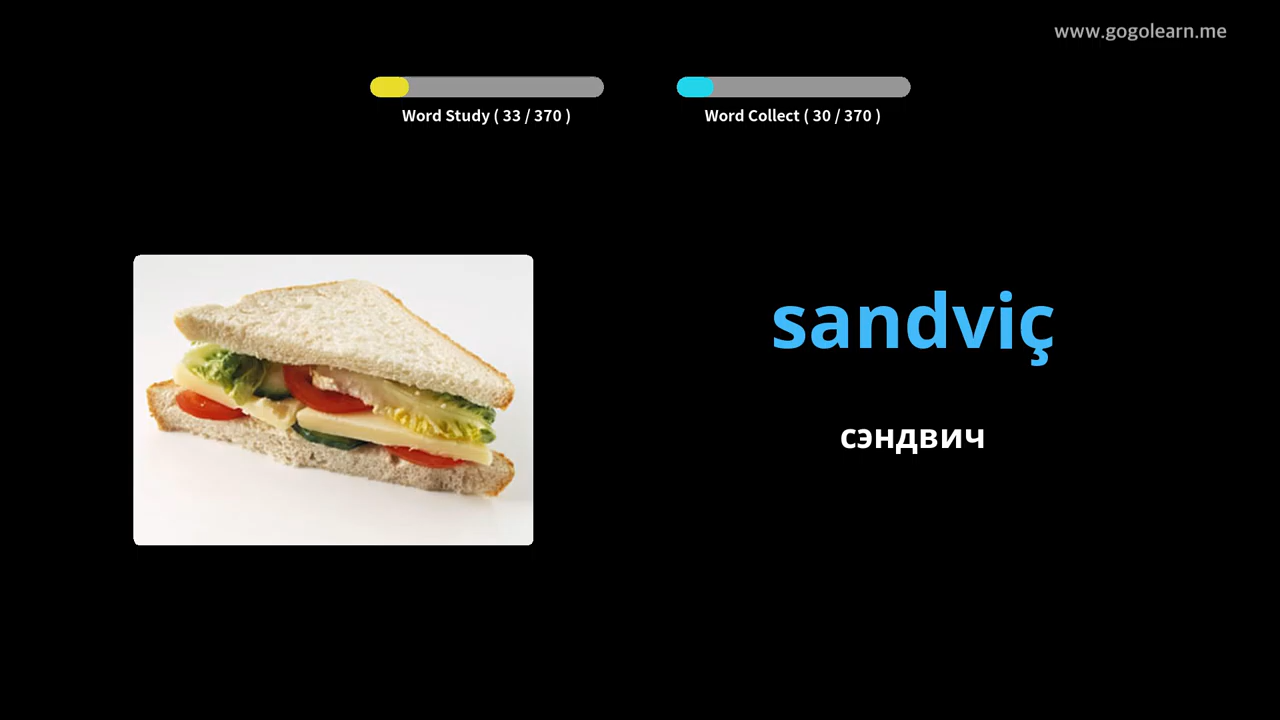 www.gogolearn.me
Word Study ( 33 / 370 )
Word Collect ( 30 / 370 )
sandviç
сэндвич